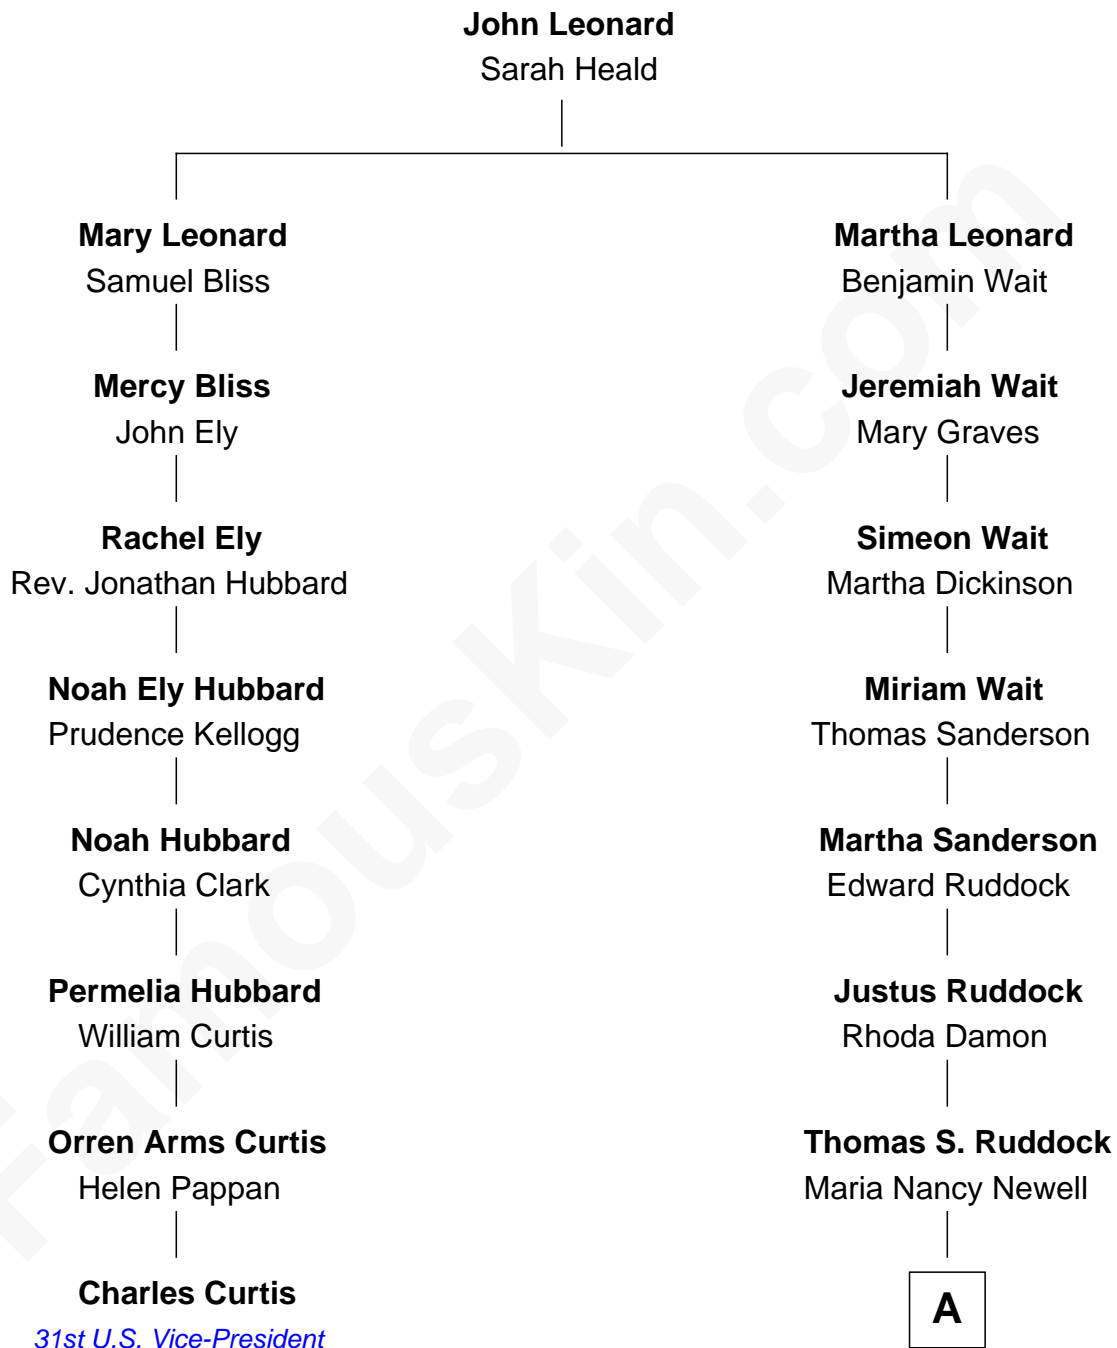 John Leonard
Sarah Heald
Mary Leonard
Samuel Bliss
Martha Leonard
Benjamin Wait
Mercy Bliss
John Ely
Jeremiah Wait
Mary Graves
Rachel Ely
Rev. Jonathan Hubbard
Simeon Wait
Martha Dickinson
Noah Ely Hubbard
Prudence Kellogg
Miriam Wait
Thomas Sanderson
Noah Hubbard
Cynthia Clark
Martha Sanderson
Edward Ruddock
Permelia Hubbard
William Curtis
Justus Ruddock
Rhoda Damon
Orren Arms Curtis
Helen Pappan
Thomas S. Ruddock
Maria Nancy Newell
Charles Curtis
31st U.S. Vice-President
A
FamousKin.com